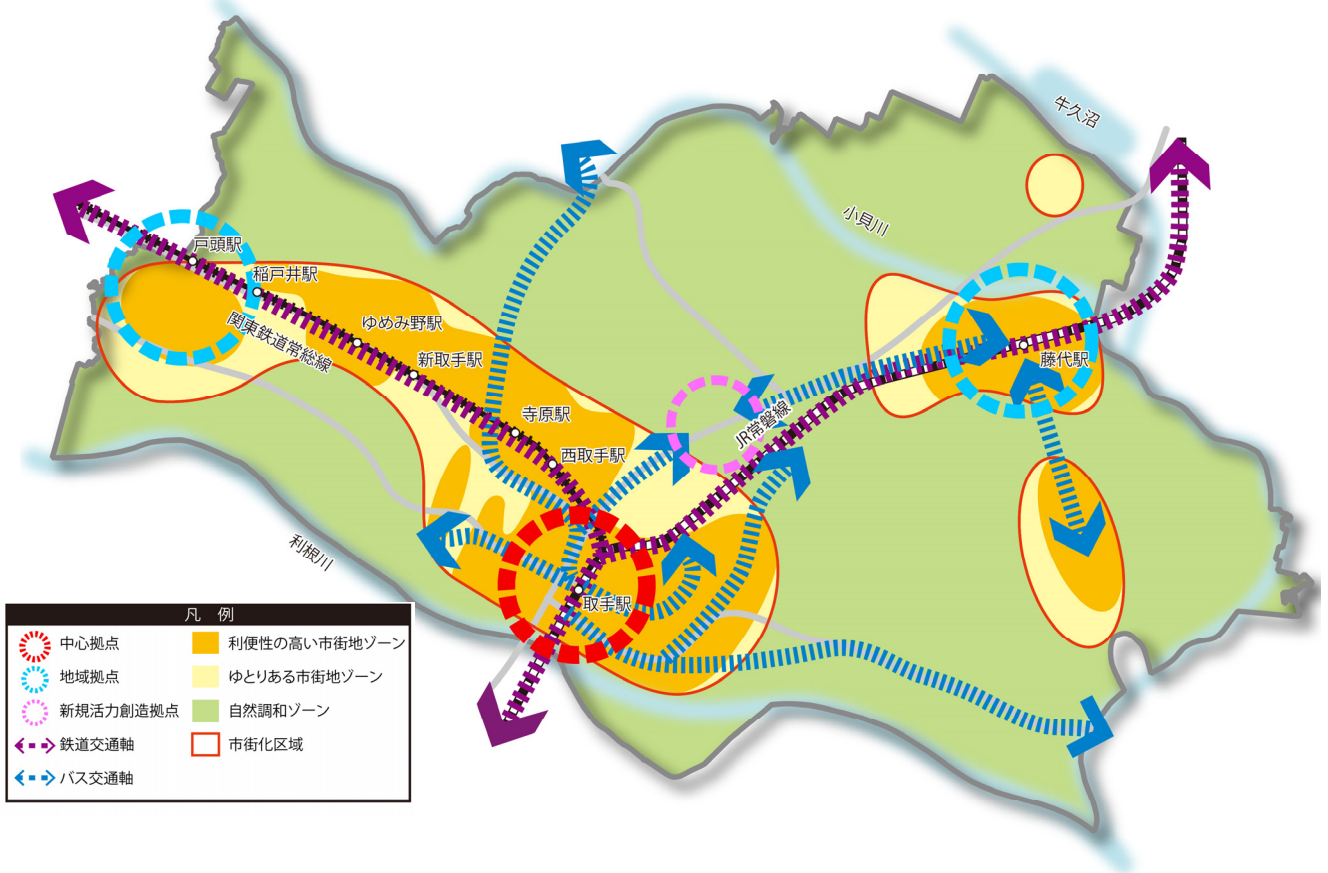 牛久沼
小貝川
戸頭駅
稲戸井駅
関東鉄道常総線
ゆめみ野駅
新取手駅
藤代駅
JR常磐線
寺原駅
西取手駅
利根川
取手駅
凡 例
中心拠点
利便性の高い市街地ゾーン
地域拠点
ゆとりある市街地ゾーン
新規活力創造拠点
自然調和ゾーン
鉄道交通軸
市街化区域
バス交通軸